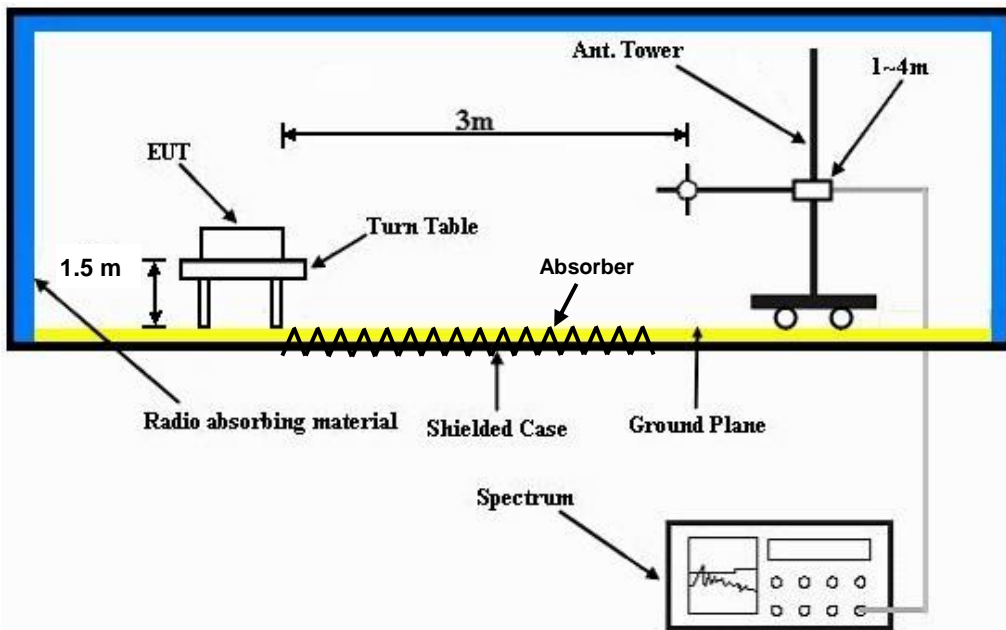 Ant. Tower
1~4m
3m
EUT
Turn Table
1.5 m
Absorber
Radio absorbing material
Shielded Case
Ground Plane
Spectrum